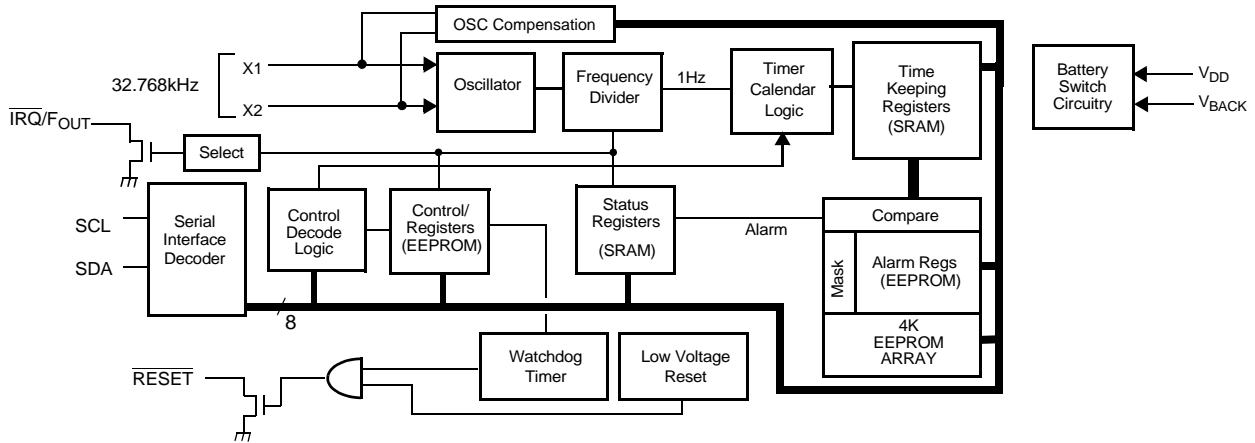 OSC Compensation
32.768kHz
X1
X2
Oscillator
Frequency
Divider
1Hz
Timer
Calendar
Logic
Time
Keeping
Registers
(SRAM)
Battery
Switch
Circuitry
VDD
VBACK
IRQ/FOUT
Select
SCL
SDA
Serial
Interface
Decoder
Control
Decode
Logic
Control/
Registers
(EEPROM)
Status
Registers
(SRAM)
Alarm
Compare
Mask
Alarm Regs
(EEPROM)
4K
EEPROM
ARRAY
8
Watchdog
Timer
Low Voltage
Reset
RESET